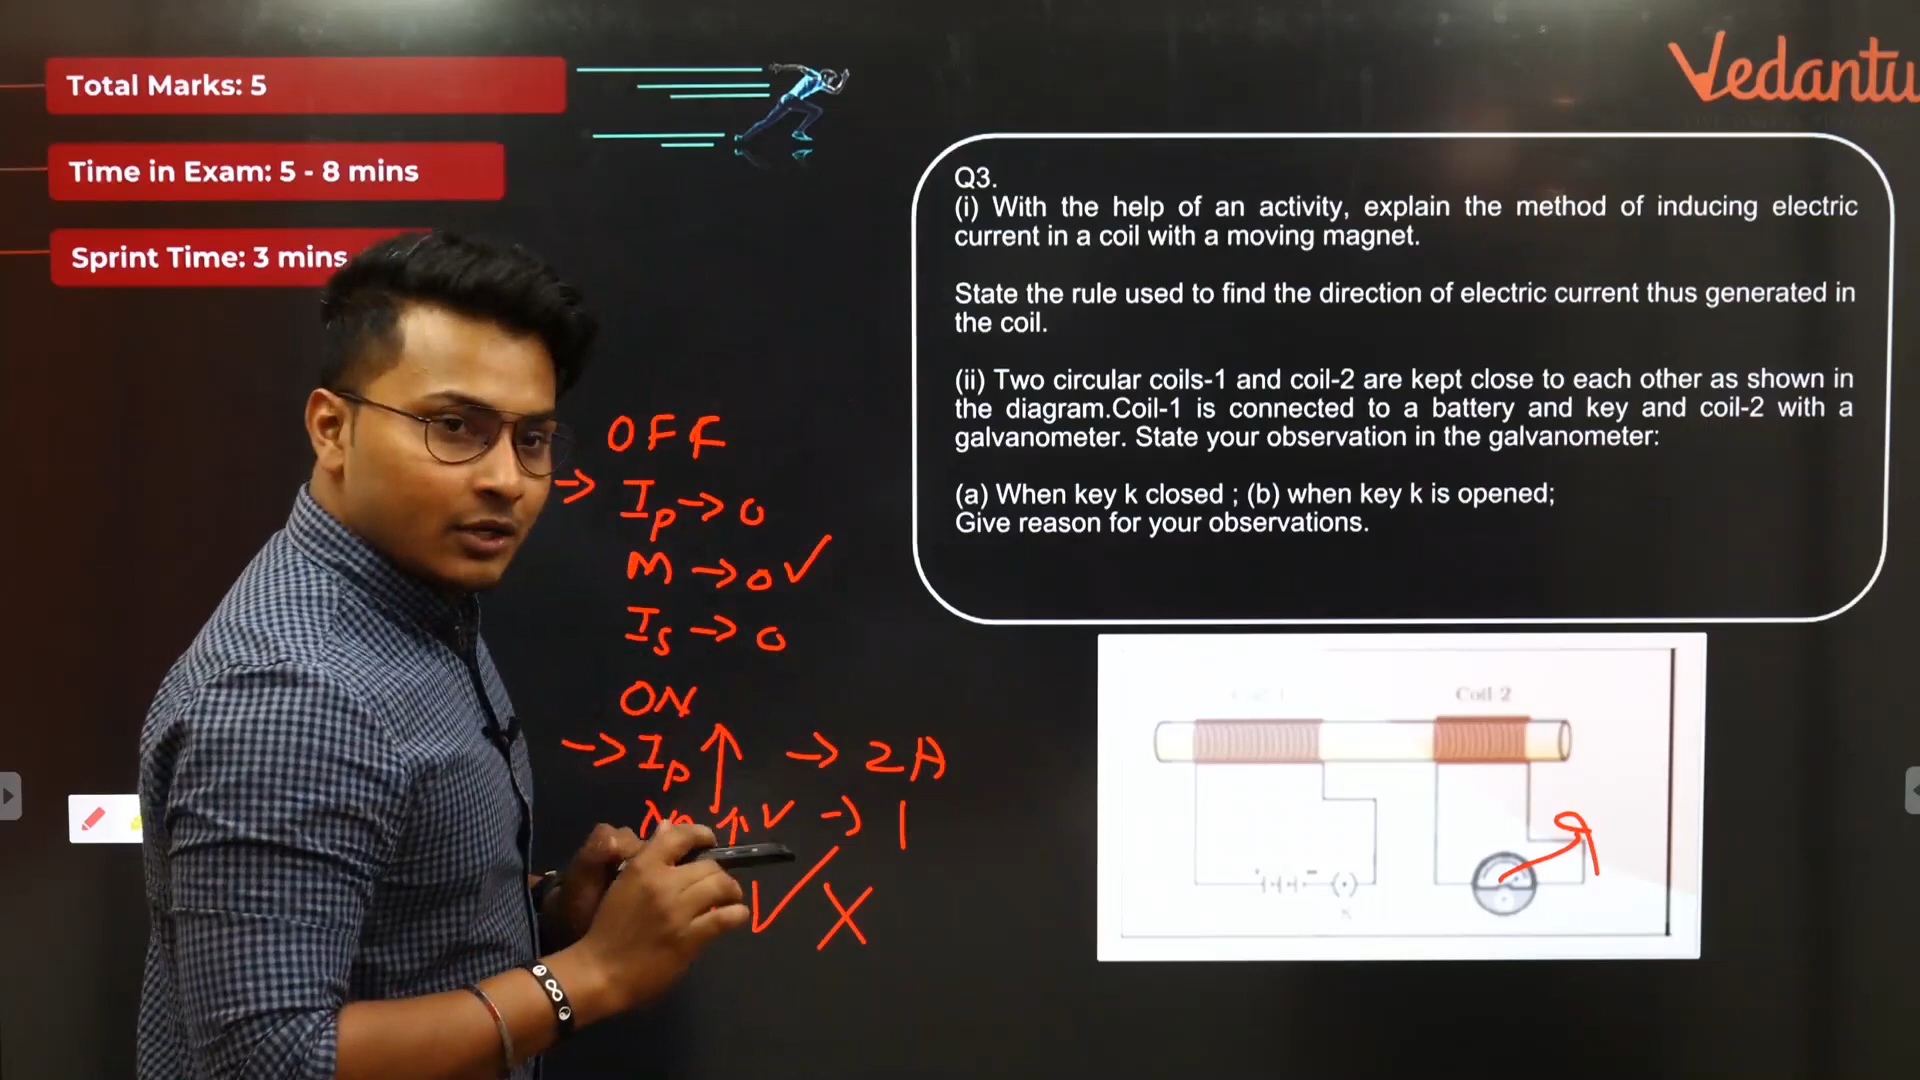 Total Marks: 5
Time in Exam: 5 - 8 mins
Sprint Time: 3 mins
Vedantu
Q3.
(i) With the help of an activity, explain the method of inducing electric
current in a coil with a moving magnet.
State the rule used to find the direction of electric current thus generated in
the coil.
(ii) Two circular coils-1 and coil-2 are kept close to each other as shown in
the diagram.Coil-1 is connected to a battery and key and coil-2 with a
galvanometer. State your observation in the galvanometer:
(a) When key k closed ; (b) when key k is opened;
Give reason for your observations.
OFF
→ Ip → 0
M → 0 ✓
Is → 0
ON
→ Ip ↑ → 2A
↑ ✓ → 1
✓ X
Coil-2
K